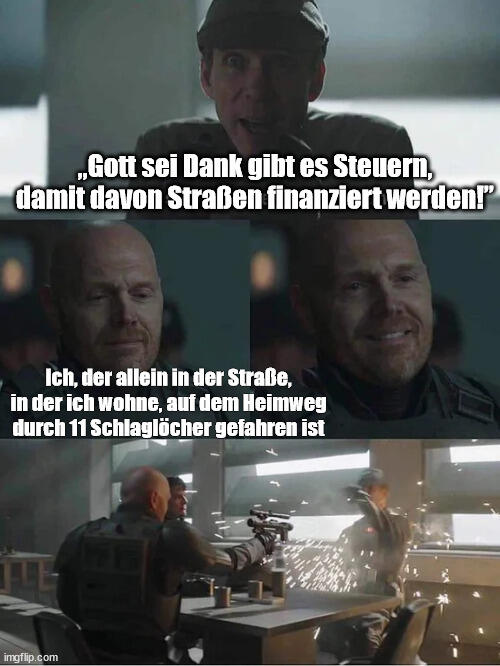 „Gott sei Dank gibt es Steuern,
damit davon Straßen finanziert werden!”
Ich, der allein in der Straße,
in der ich wohne, auf dem Heimweg
durch 11 Schlaglöcher gefahren ist
imgflip.com